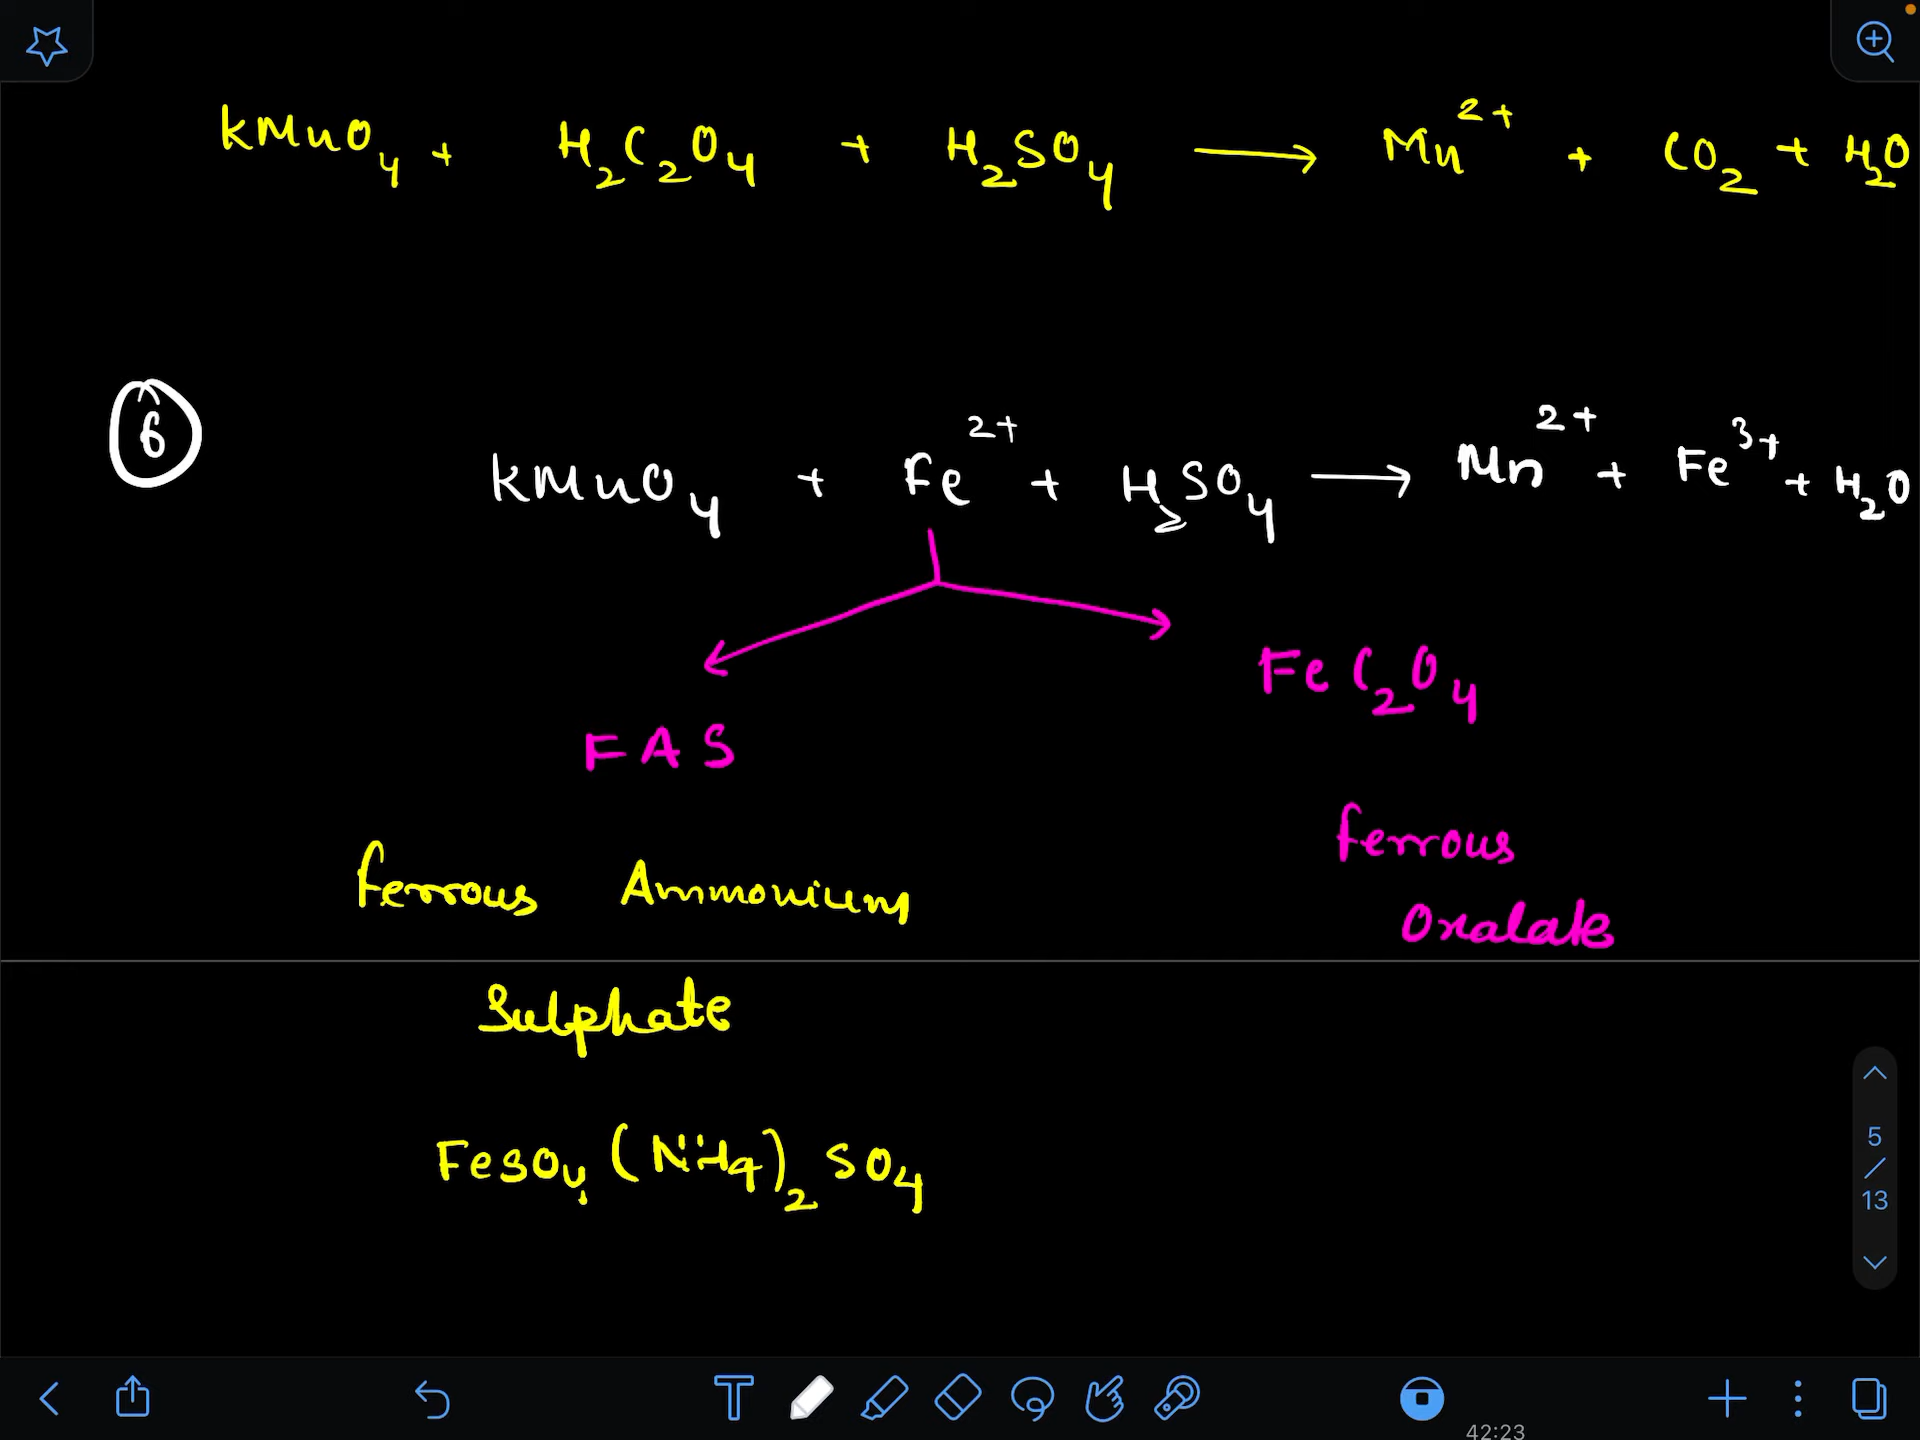 KMnO4 + H2C2O4 + H2SO4 → Mn2+ + CO2 + H2O
6
KMnO4 + Fe2+ + H2SO4 → Mn2+ + Fe3+ + H2O
FeC2O4
FAS
ferrous
ferrous Ammonium
Oxalate
Sulphate
FeSO4 (NH4)2 SO4
5
/
13
T
42:23